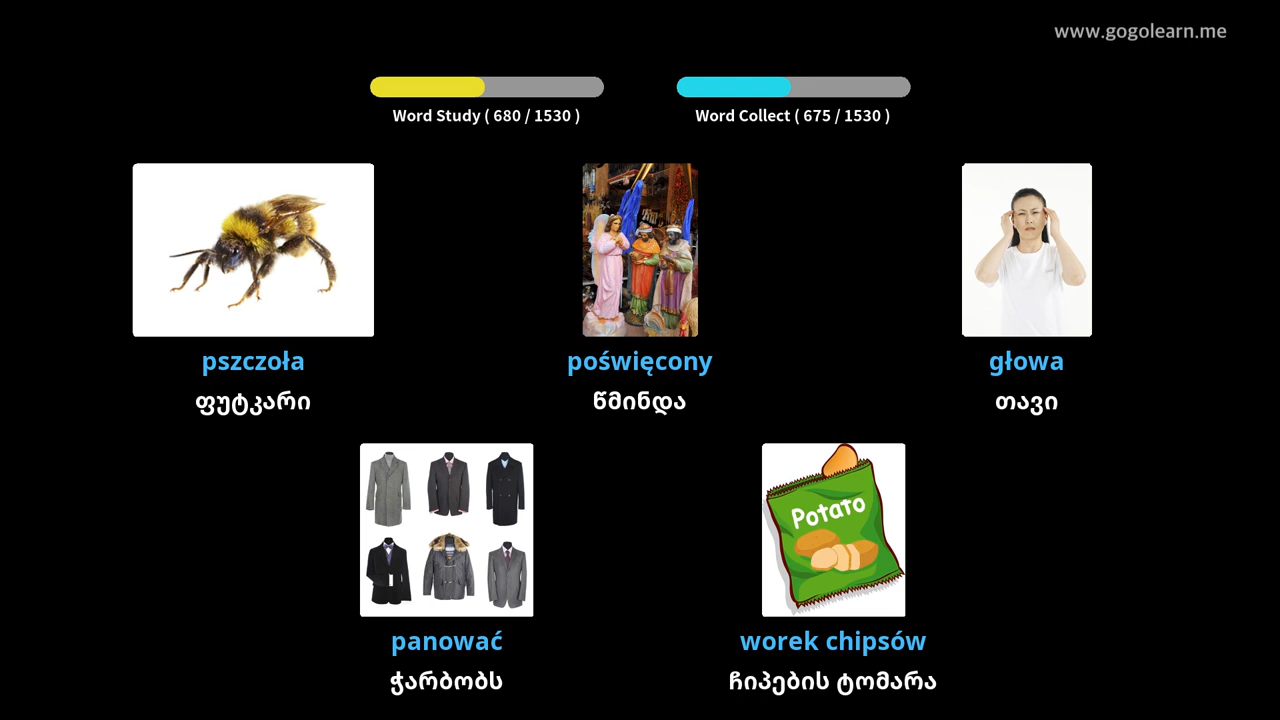 www.gogolearn.me
Word Study ( 680 / 1530 )
Word Collect ( 675 / 1530 )
pszczoła
poświęcony
głowa
ფუტკარი
წმინდა
თავი
Potato
panować
worek chipsów
ჭარბობს
ჩიპების ტომარა